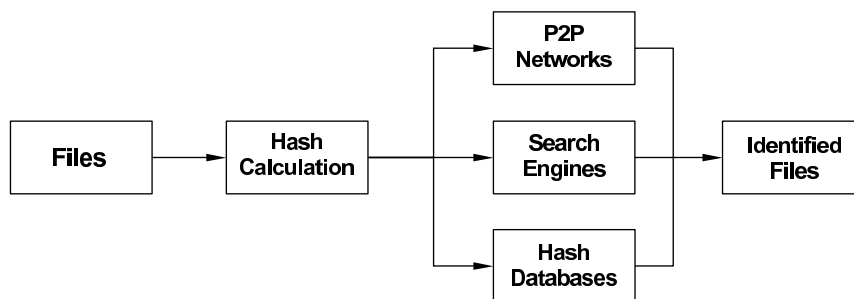 Files
Hash
Calculation
P2P
Networks
Search
Engines
Hash
Databases
Identified
Files